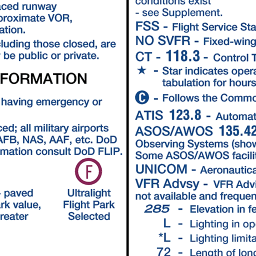 aced runway
proximate VOR,
ation.
luding those closed, are
be public or private.
FORMATION
having emergency or
ced; all military airports
AFB, NAS, AAF, etc. DoD
mation consult DoD FLIP.
F
paved
rk value,
reater
Ultralight
Flight Park
Selected
conditions exist
- see Supplement.
FSS - Flight Service Sta
NO SVFR - Fixed-wing
CT - 118.3 - Control T
★ - Star indicates opera
tabulation for hours
C - Follows the Commo
ATIS 123.8 - Automat
ASOS/AWOS 135.42
Observing Systems (show
Some ASOS/AWOS facilit
UNICOM - Aeronautica
VFR Advsy - VFR Advi
not available and frequen
285 - Elevation in fe
L - Lighting in op
*L - Lighting limita
72 - Length of lon